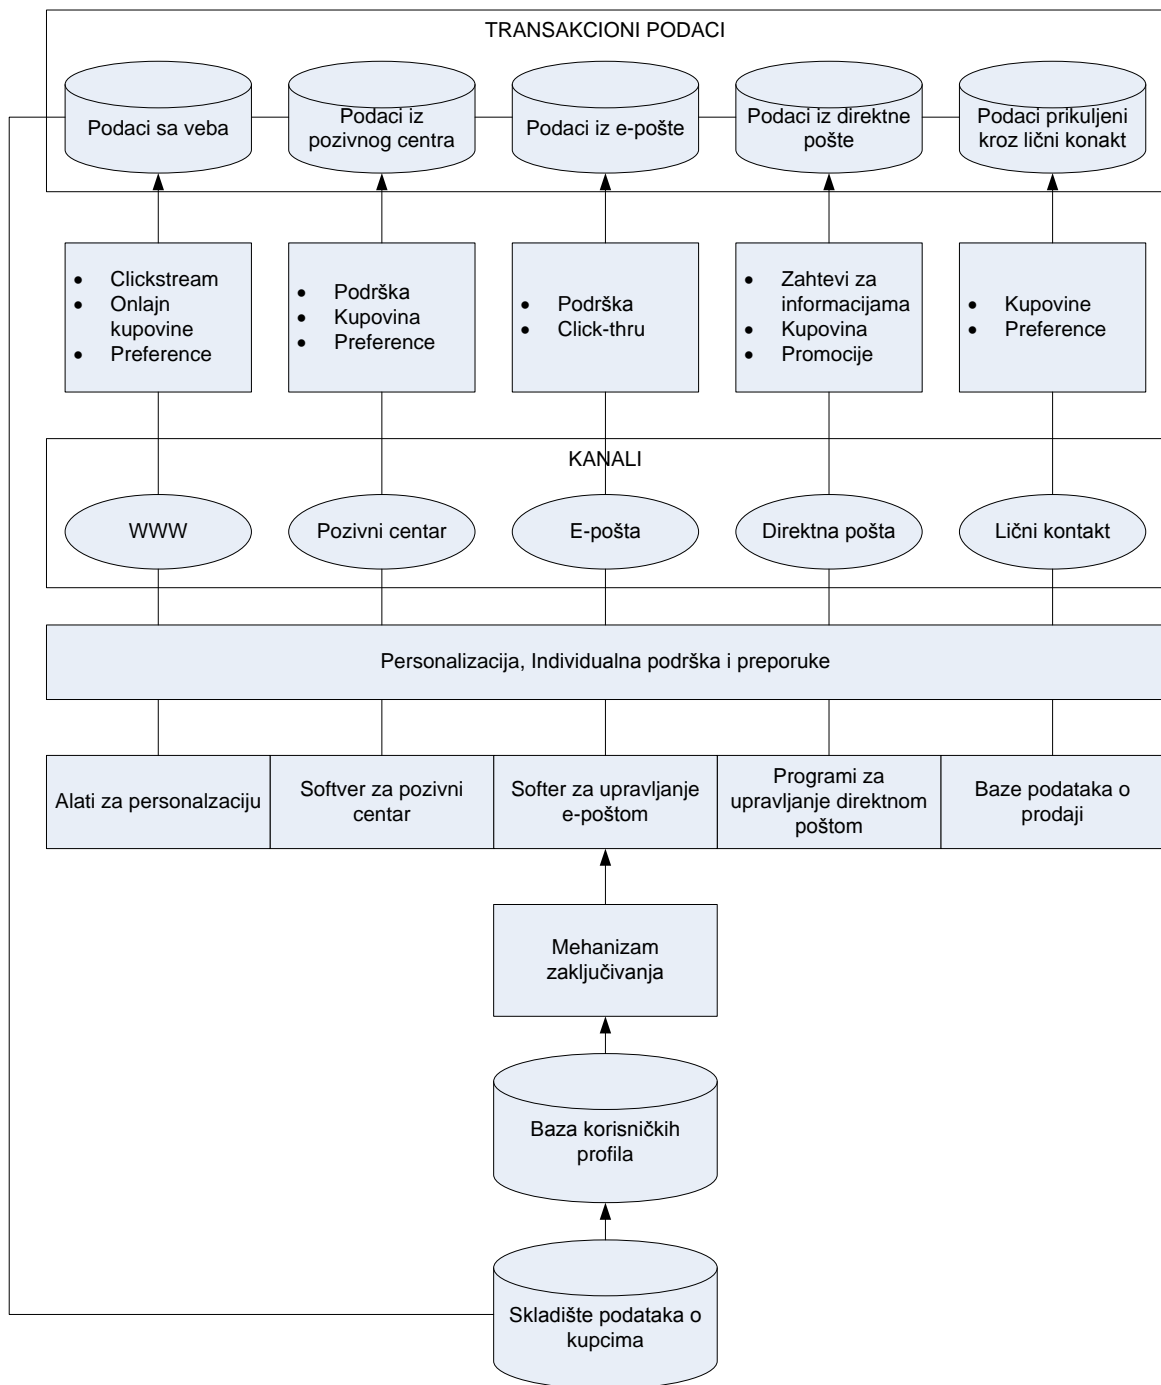 TRANSAKCIONI PODACI
Podaci sa veba
Podaci iz
pozivnog centra
Podaci iz e-pošte
Podaci iz direktne
pošte
Podaci prikuljeni
kroz lični konakt
• Clickstream
• Onlajn
kupovine
• Preference
• Podrška
• Kupovina
• Preference
• Podrška
• Click-thru
• Zahtevi za
informacijama
• Kupovina
• Promocije
• Kupovine
• Preference
KANALI
WWW
Pozivni centar
E-pošta
Direktna pošta
Lični kontakt
Personalizacija, Individualna podrška i preporuke
Alati za personalzaciju
Softver za pozivni
centar
Softer za upravljanje
e-poštom
Programi za
upravljanje direktnom
poštom
Baze podataka o
prodaji
Mehanizam
zaključivanja
Baza korisničkih
profila
Skladište podataka o
kupcima